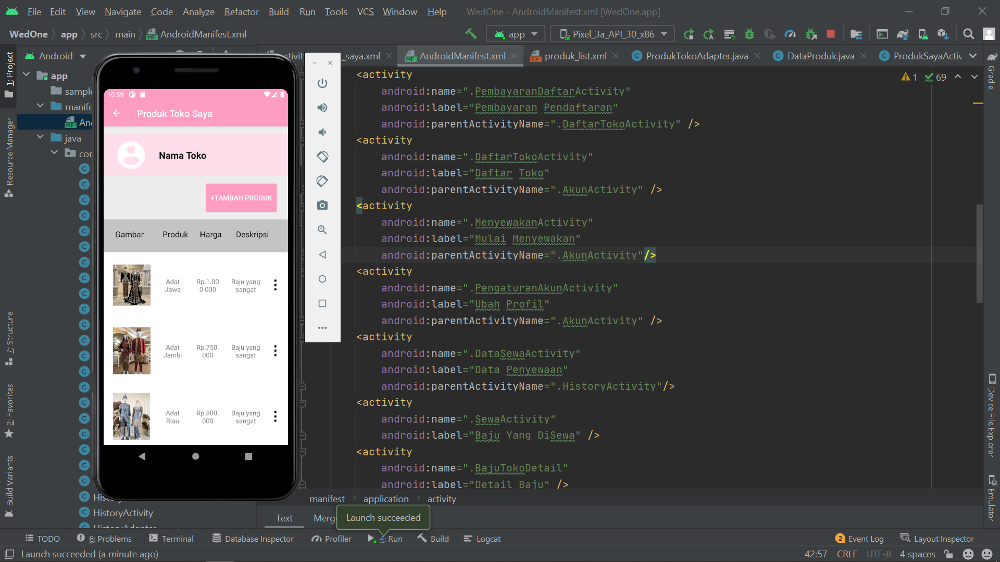 File Edit View Navigate Code Analyze Refactor Build Run Tools VCS Window Help WedOne - AndroidManifest.xml [WedOne.app]
WedOne app src main AndroidManifest.xml
app
Pixel_3a_API_30_x86
Android
_saya.xml AndroidManifest.xml produk_list.xml ProdukTokoAdapter.java DataProduk.java ProdukSayaActiv
1: Project
Resource Manager
7: Structure
2: Favorites
Build Variants
app
sample
manife
And
java
cor
HistoryActivity
10:59
Produk Toko Saya
Nama Toko
+TAMBAH PRODUK
Gambar Produk Harga Deskripsi
Adat Rp.1.00 Baju yang
Jawa 0.000 sangat
Adat Rp.750. Baju yang
Jambi 000 sangat
Adat Rp.800. Baju yang
Riau 000 sangat
<activity
android:name=".PembayaranDaftarActivity"
android:label="Pembayaran Pendaftaran"
android:parentActivityName=".DaftarTokoActivity" />
<activity
android:name=".DaftarTokoActivity"
android:label="Daftar Toko"
android:parentActivityName=".AkunActivity" />
<activity
android:name=".MenyewakanActivity"
android:label="Mulai Menyewakan"
android:parentActivityName=".AkunActivity"/>
<activity
android:name=".PengaturanAkunActivity"
android:label="Ubah Profil"
android:parentActivityName=".AkunActivity" />
<activity
android:name=".DataSewaActivity"
android:label="Data Penyewaan"
android:parentActivityName=".HistoryActivity"/>
<activity
android:name=".SewaActivity"
android:label="Baju Yang DiSewa" />
<activity
android:name=".BajuTokoDetail"
android:label="Detail Baju" />
1 69
Gradle
Device File Explorer
Emulator
manifest application activity
Text Merg
Launch succeeded
TODO 6: Problems Terminal Database Inspector Profiler 4: Run Build Logcat 2 Event Log Layout Inspector
Launch succeeded (a minute ago) 42:57 CRLF UTF-8 4 spaces